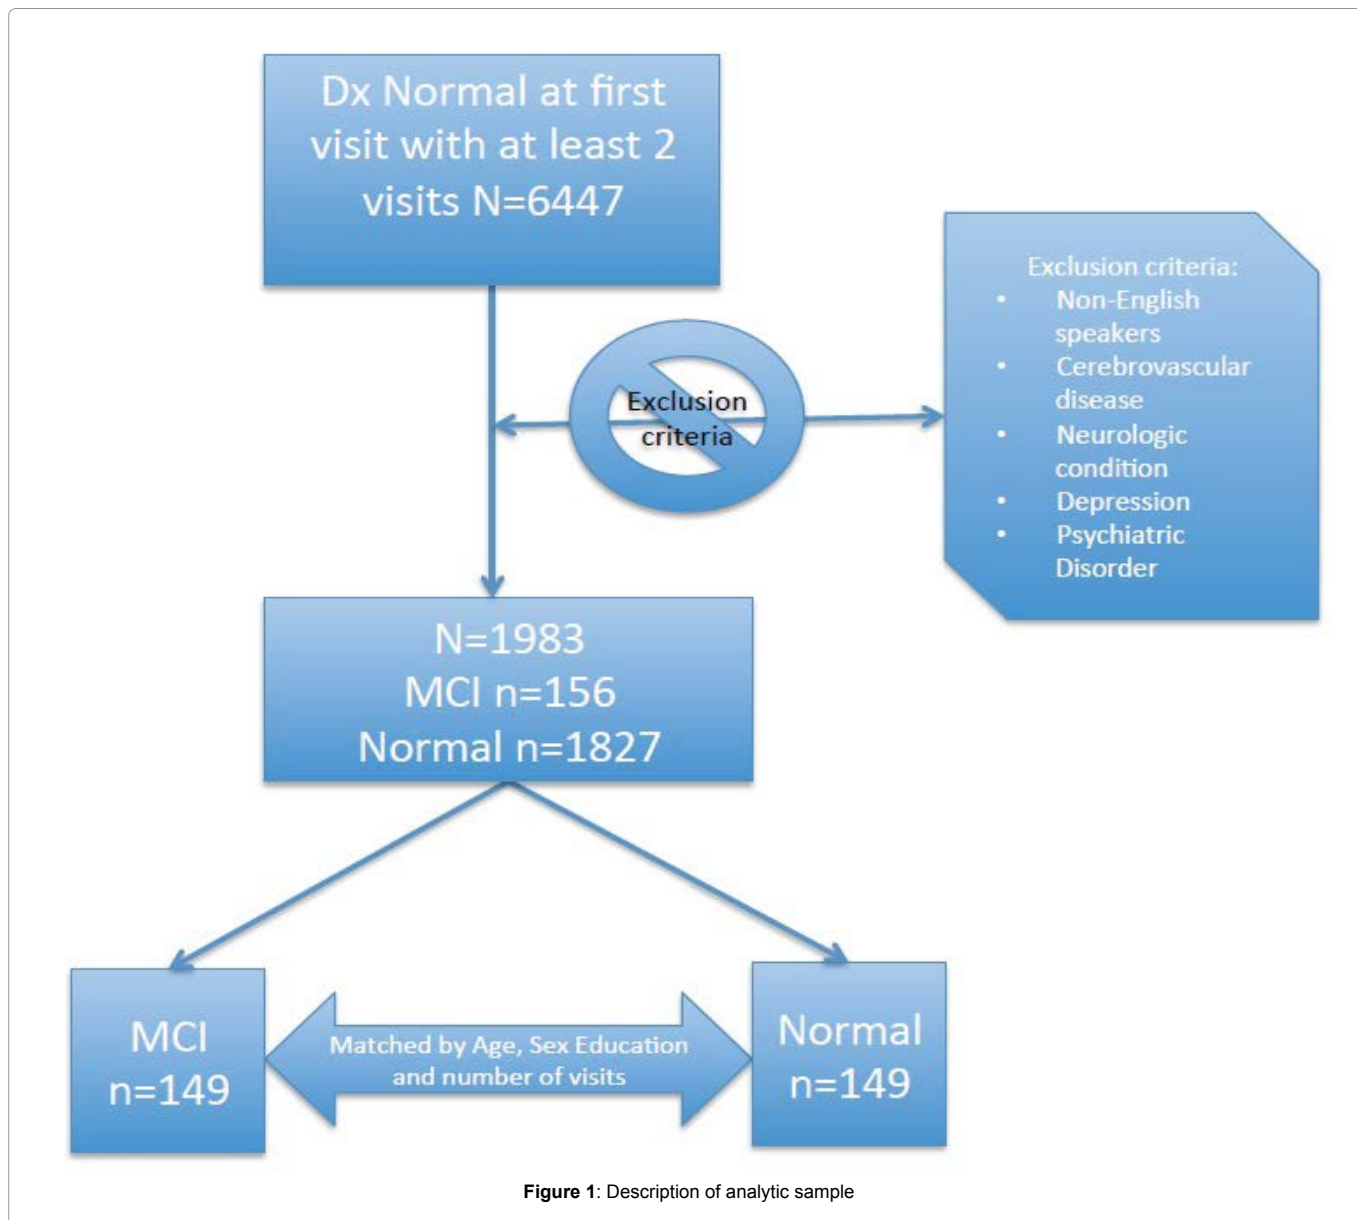 Dx Normal at first
visit with at least 2
visits N=6447
Exclusion criteria:
• Non-English
speakers
• Cerebrovascular
disease
• Neurologic
condition
• Depression
• Psychiatric
Disorder
Exclusion
criteria
N=1983
MCI n=156
Normal n=1827
MCI
n=149
Matched by Age, Sex Education
and number of visits
Normal
n=149
Figure 1: Description of analytic sample